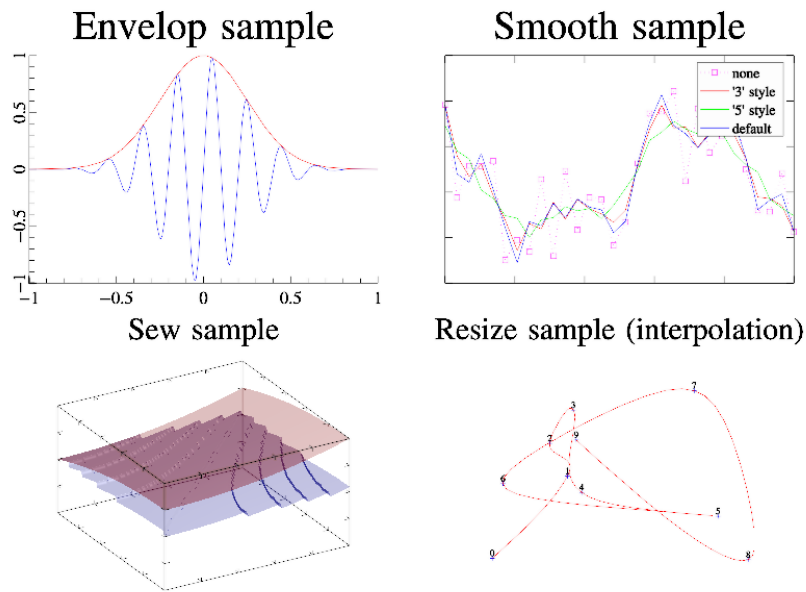 Envelop sample
Smooth sample
none
'3' style
'5' style
default
1
0.5
0
−0.5
−1
−1
−0.5
0
0.5
1
Sew sample
Resize sample (interpolation)
3
7
9
6
4
5
0
8